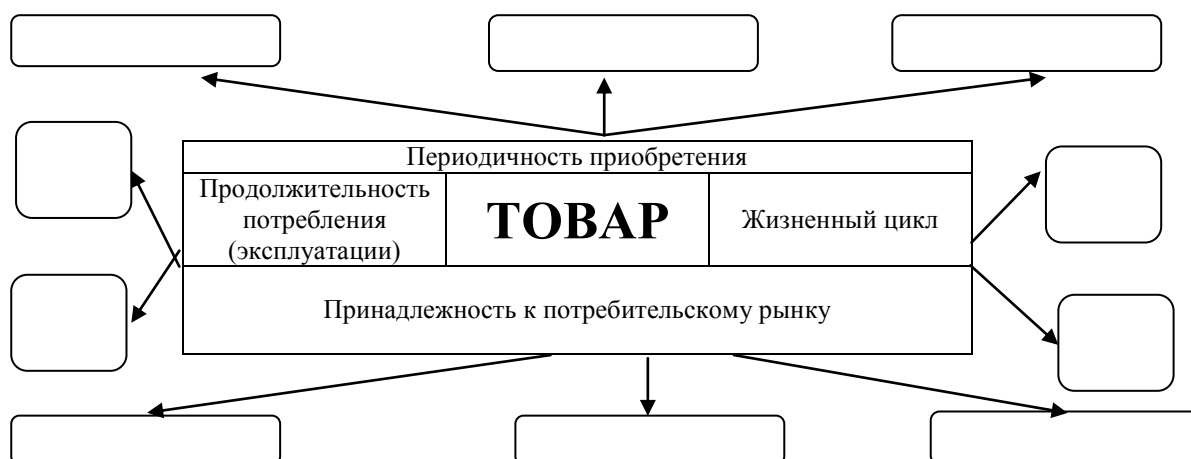 Периодичность приобретения
Продолжительность
потребления
(эксплуатации)
ТОВАР
Жизненный цикл
Принадлежность к потребительскому рынку